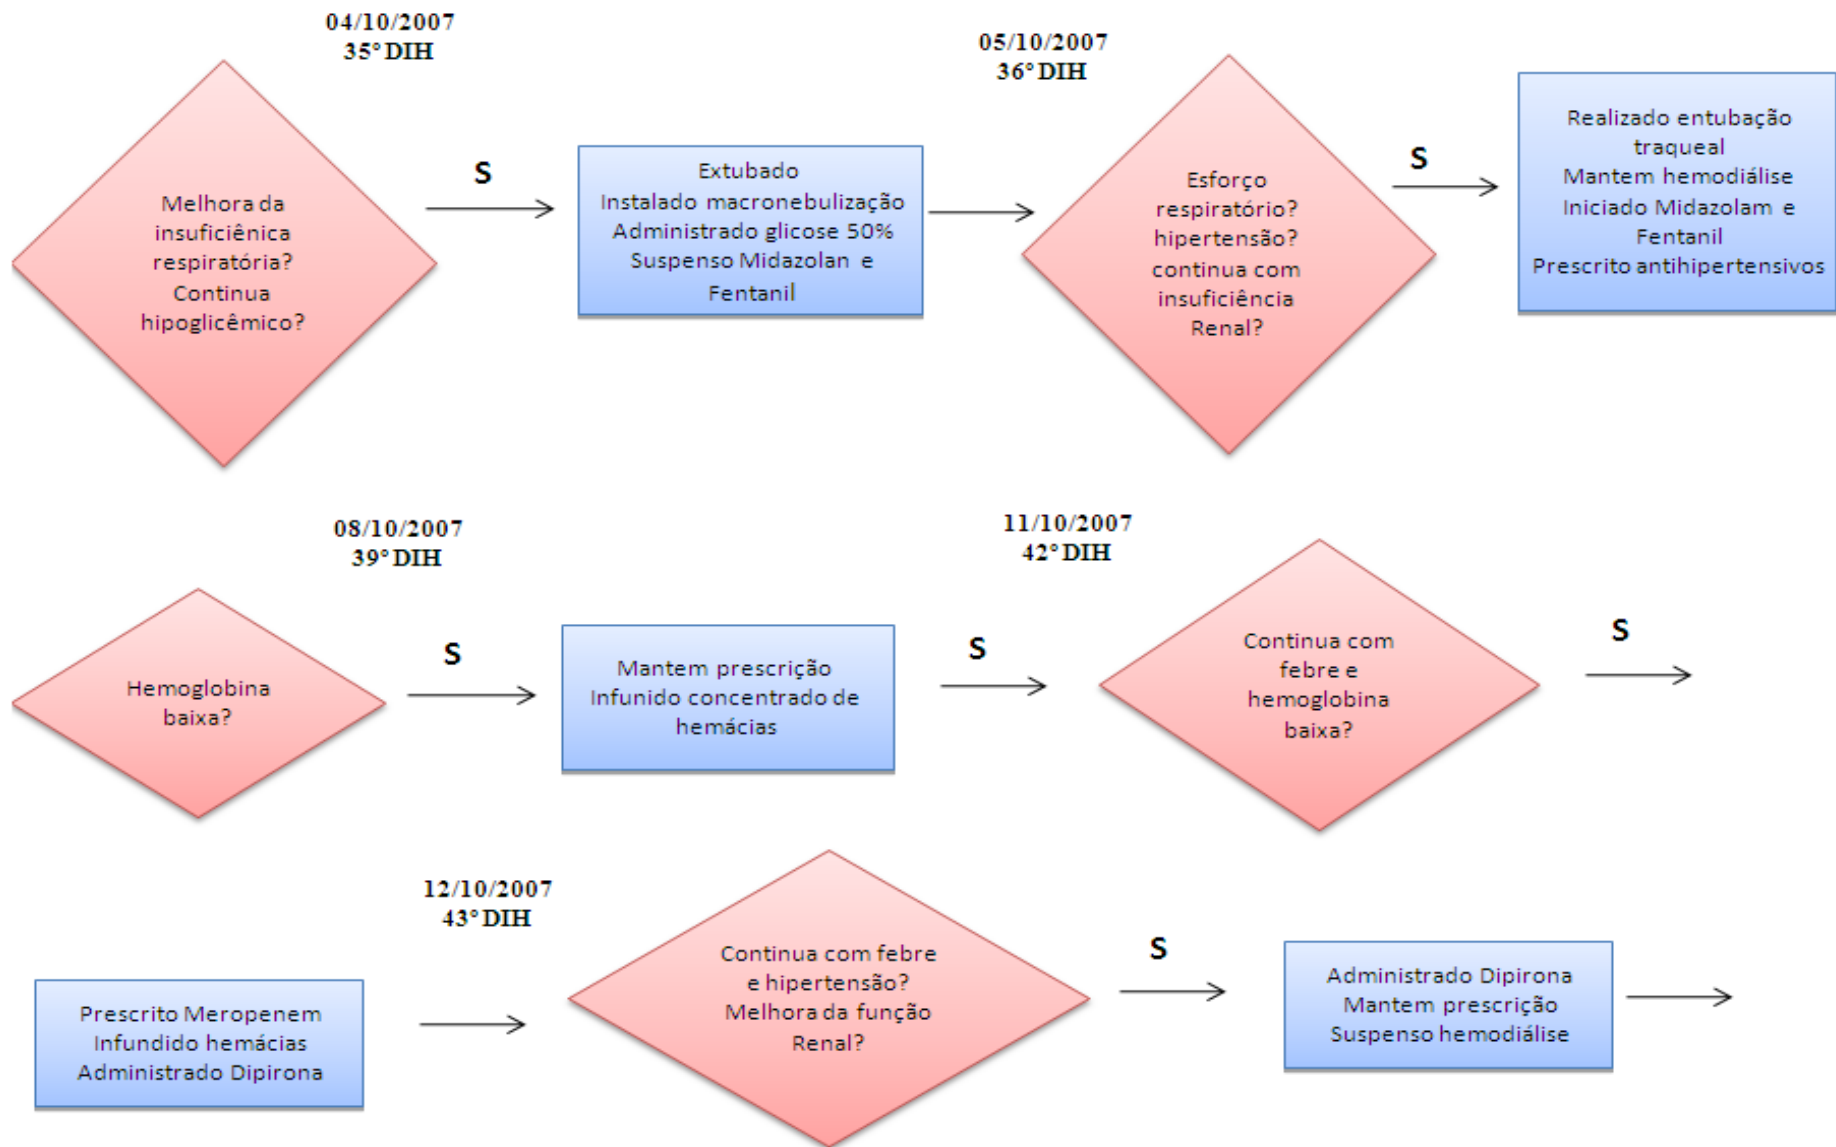 04/10/2007
35° DIH
Melhora da
insuficiênica
respiratória?
Continua
hipoglicêmico?
S
Extubado
Instalado macronebulização
Administrado glicose 50%
Suspenso Midazolan e
Fentanil
05/10/2007
36° DIH
Esforço
respiratório?
hipertensão?
continua com
insuficiência
Renal?
S
Realizado entubação
traqueal
Mantem hemodiálise
Iniciado Midazolam e
Fentanil
Prescrito antihipertensivos
08/10/2007
39° DIH
Hemoglobina
baixa?
S
Mantem prescrição
Infunido concentrado de
hemácias
S
11/10/2007
42° DIH
Continua com
febre e
hemoglobina
baixa?
S
Prescrito Meropenem
Infundido hemácias
Administrado Dipirona
12/10/2007
43° DIH
Continua com febre
e hipertensão?
Melhora da função
Renal?
S
Administrado Dipirona
Mantem prescrição
Suspenso hemodiálise